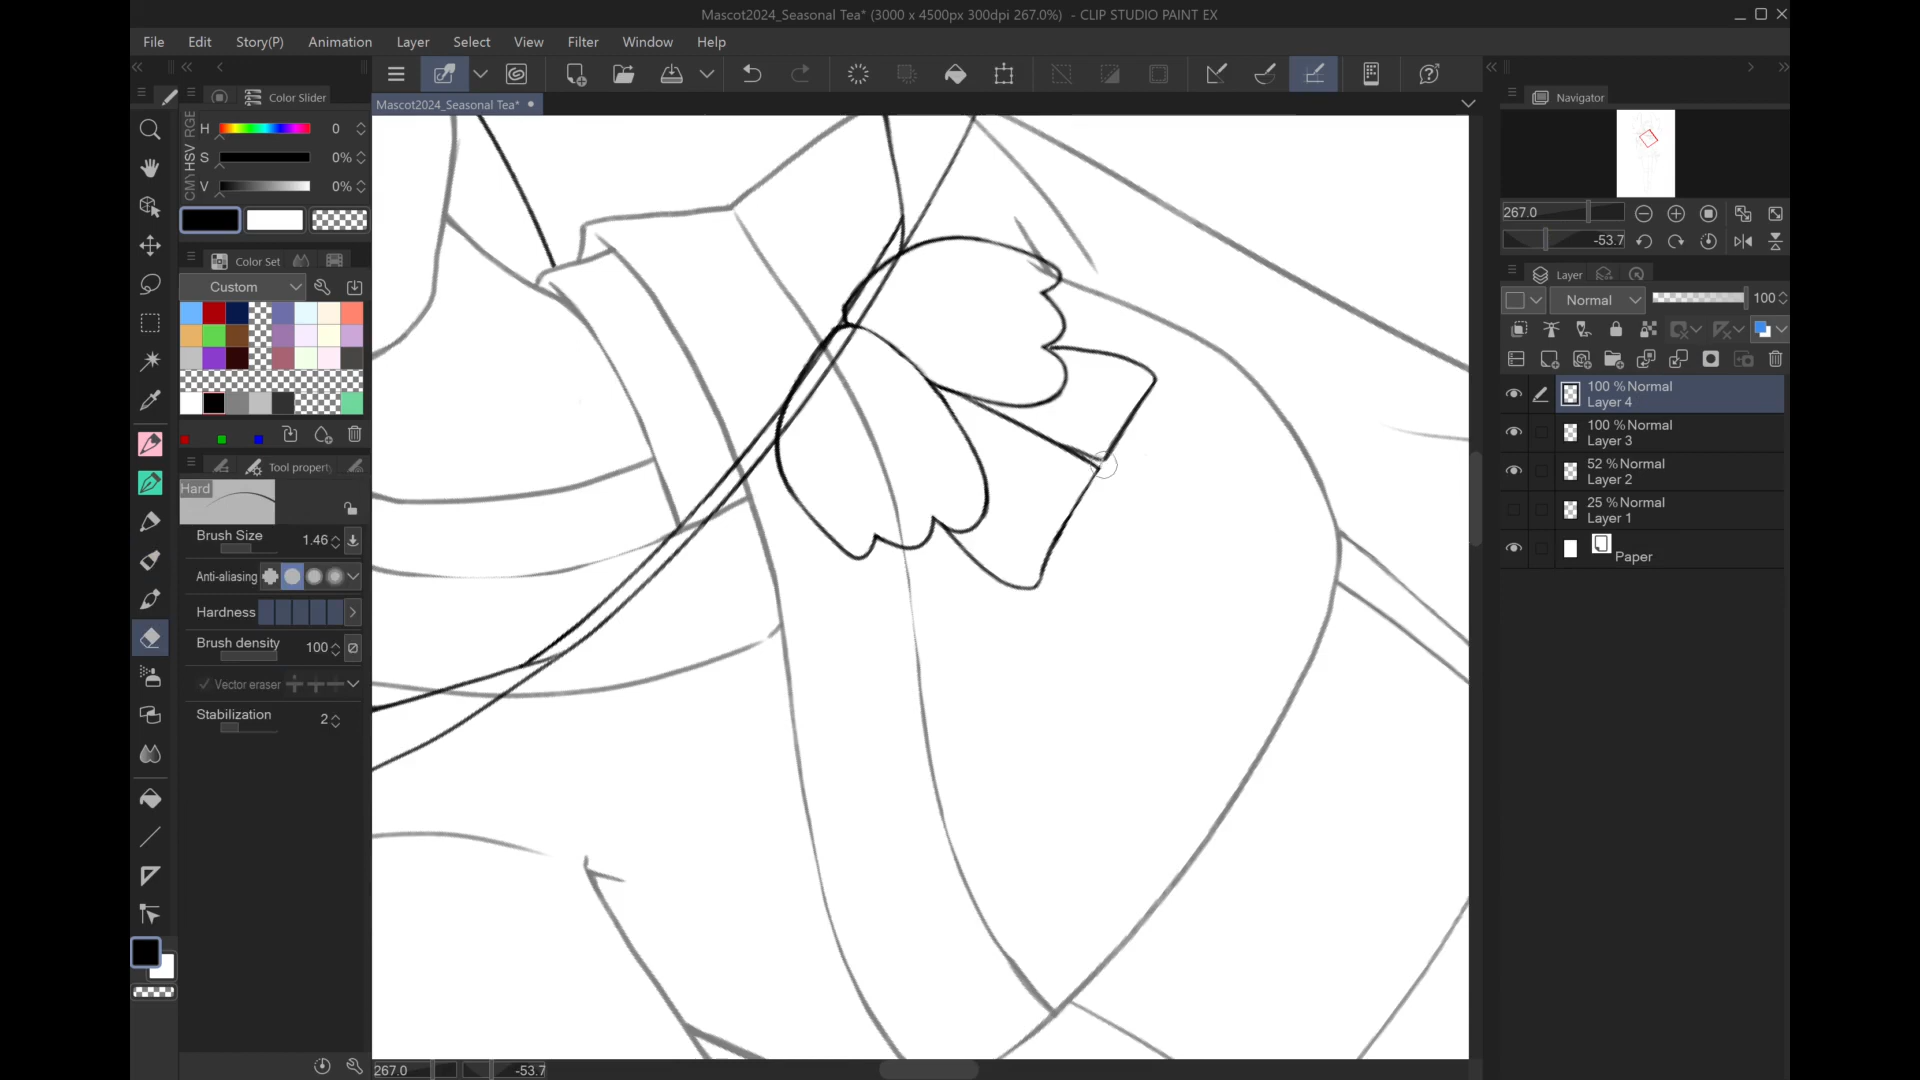 Mascot2024_Seasonal Tea* (3000 x 4500px 300dpi 267.0%) - CLIP STUDIO PAINT EX
File Edit Story(P) Animation Layer Select View Filter Window Help
Color Slider
Mascot2024_Seasonal Tea*
Navigator
RGE
HSV
CMY
H 0
S 0%
V 0%
267.0
-53.7
Color Set
Custom
Layer
Normal 100
100 %Normal
Layer 4
100 %Normal
Layer 3
52 %Normal
Layer 2
25 %Normal
Layer 1
Paper
Tool property
Hard
Brush Size 1.46
Anti-aliasing
Hardness
Brush density 100
Vector eraser
Stabilization 2
267.0 -53.7